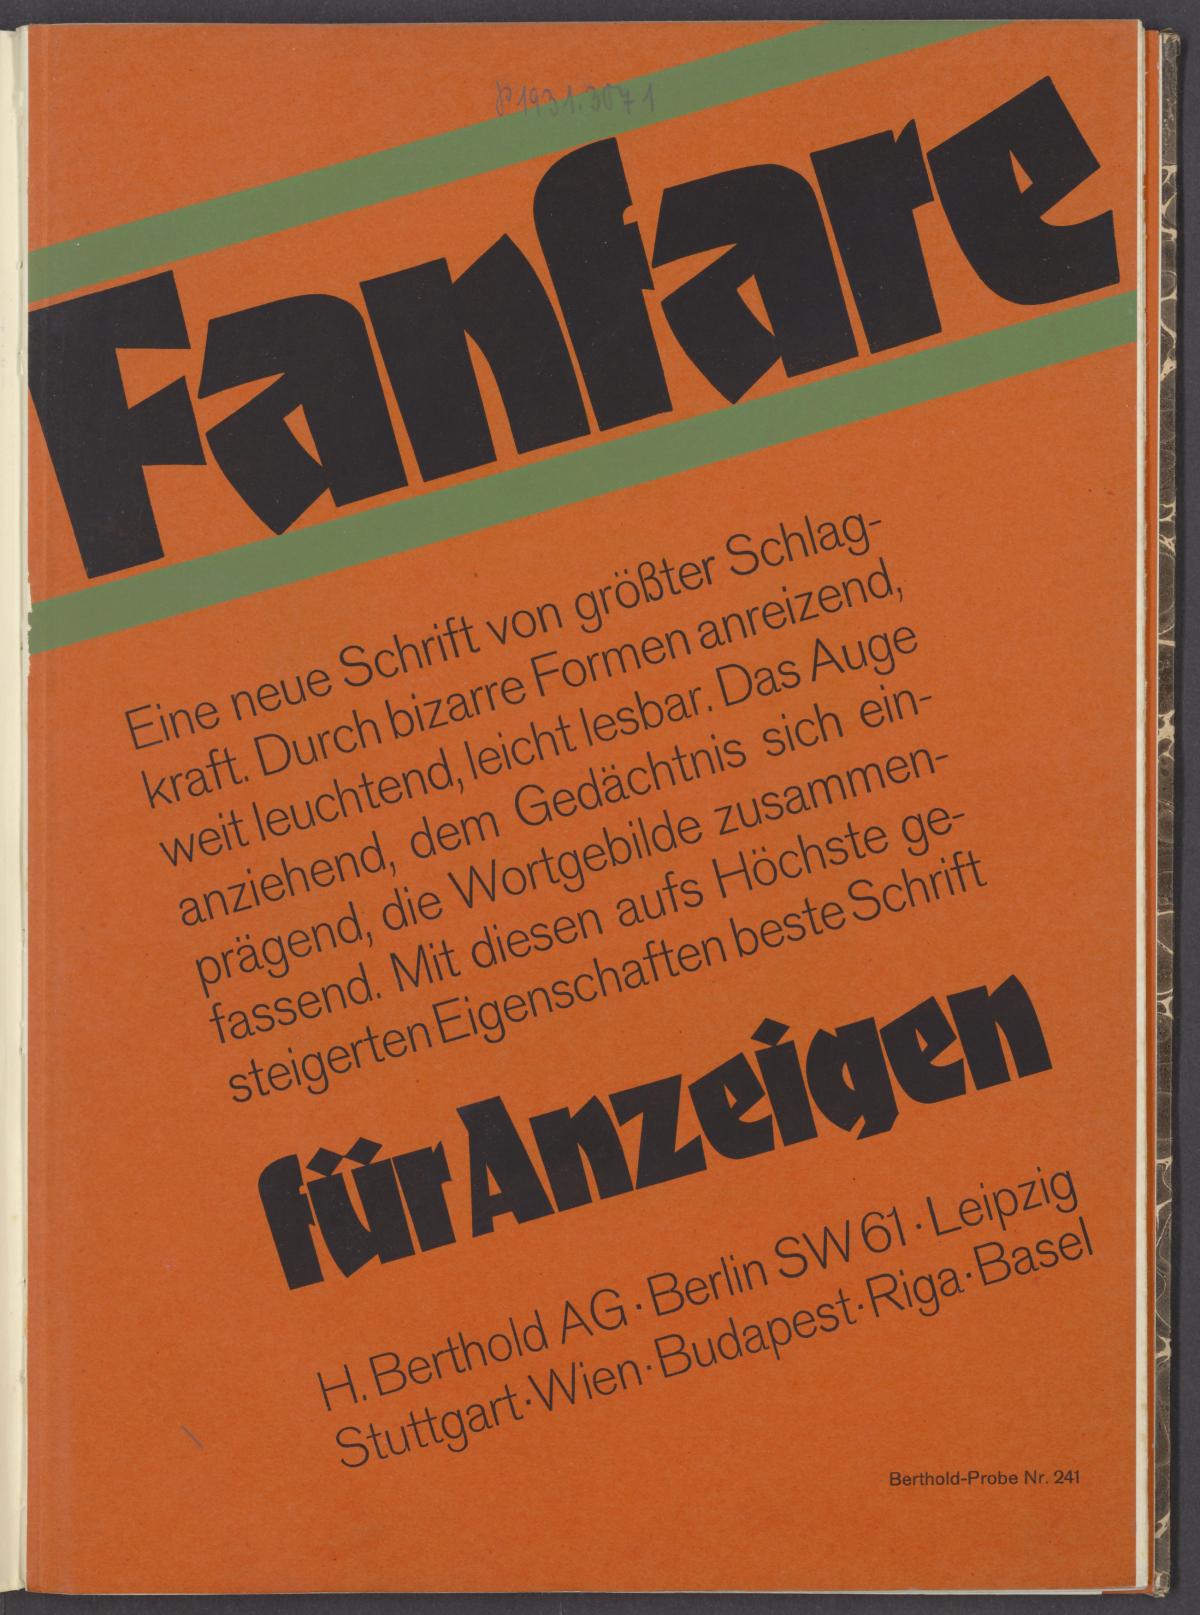 P1931.3071
Fanfare
Eine neue Schrift von größter Schlag-
kraft. Durch bizarre Formen anreizend,
weit leuchtend, leicht lesbar. Das Auge
anziehend, dem Gedächtnis sich ein-
prägend, die Wortgebilde zusammen-
fassend. Mit diesen aufs Höchste ge-
steigerten Eigenschaften beste Schrift
für Anzeigen
H. Berthold AG · Berlin SW 61 · Leipzig
Stuttgart · Wien · Budapest · Riga · Basel
Berthold-Probe Nr. 241